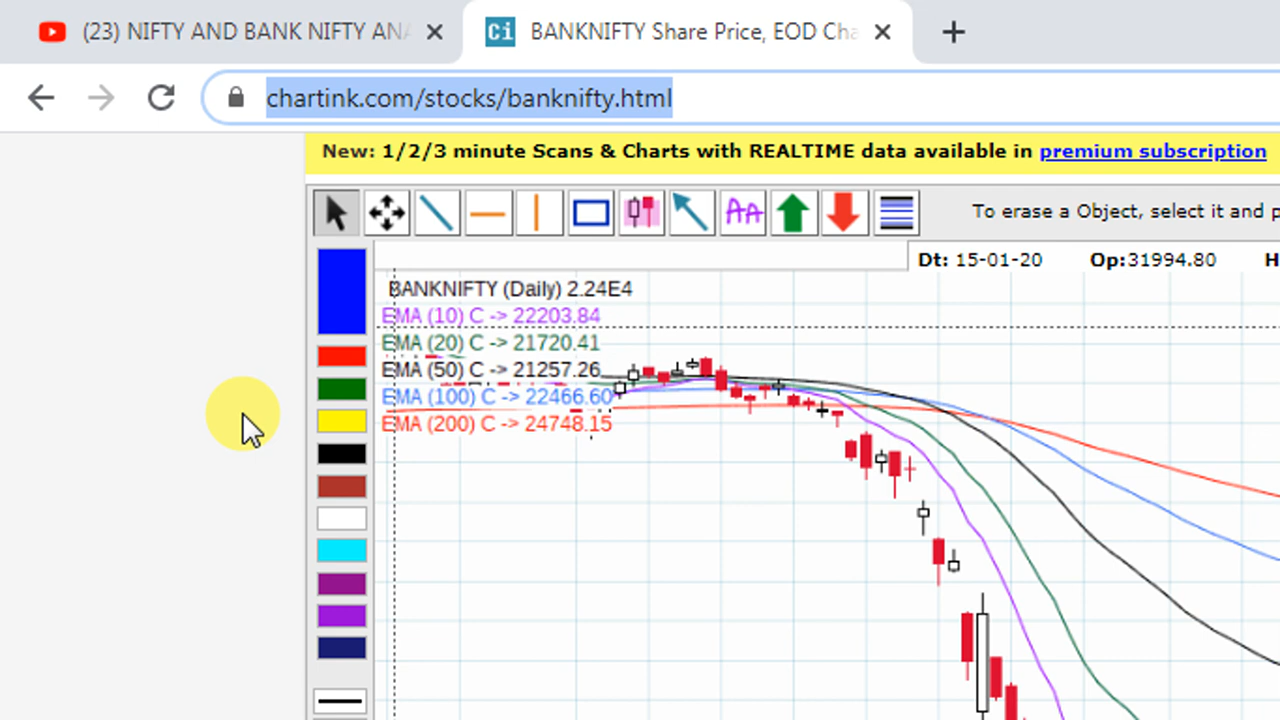 (23) NIFTY AND BANK NIFTY ANA
Ci BANKNIFTY Share Price, EOD Cha
chartink.com/stocks/banknifty.html
New: 1/2/3 minute Scans & Charts with REALTIME data available in premium subscription
AA
To erase a Object, select it and p
Dt: 15-01-20 Op:31994.80 H
BANKNIFTY (Daily) 2.24E4
EMA (10) C -> 22203.84
EMA (20) C -> 21720.41
EMA (50) C -> 21257.26
EMA (100) C -> 22466.60
EMA (200) C -> 24748.15